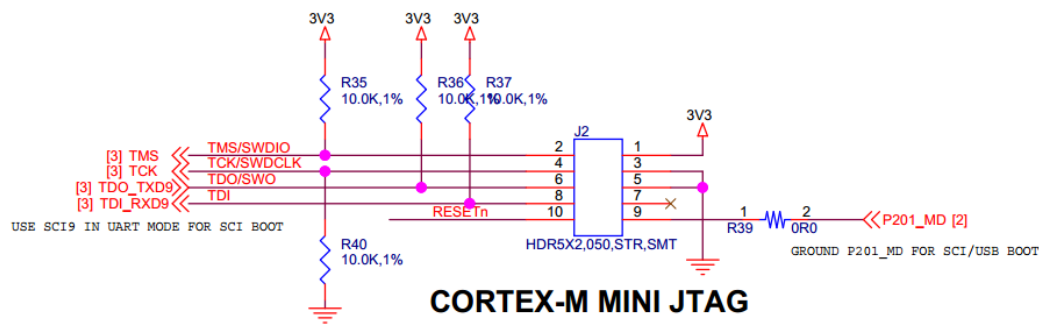 3V3
3V3
3V3
R35
10.0K,1%
R36
10.0K,1%
R37
10.0K,1%
3V3
J2
[3] TMS
TMS/SWDIO
2
1
[3] TCK
TCK/SWDCLK
4
3
[3] TDO_TXD9
TDO/SWO
6
5
[3] TDI_RXD9
TDI
8
7
RESETn
10
9
1
2
R39
0R0
P201_MD [2]
USE SCI9 IN UART MODE FOR SCI BOOT
HDR5X2,050,STR,SMT
GROUND P201_MD FOR SCI/USB BOOT
R40
10.0K,1%
CORTEX-M MINI JTAG